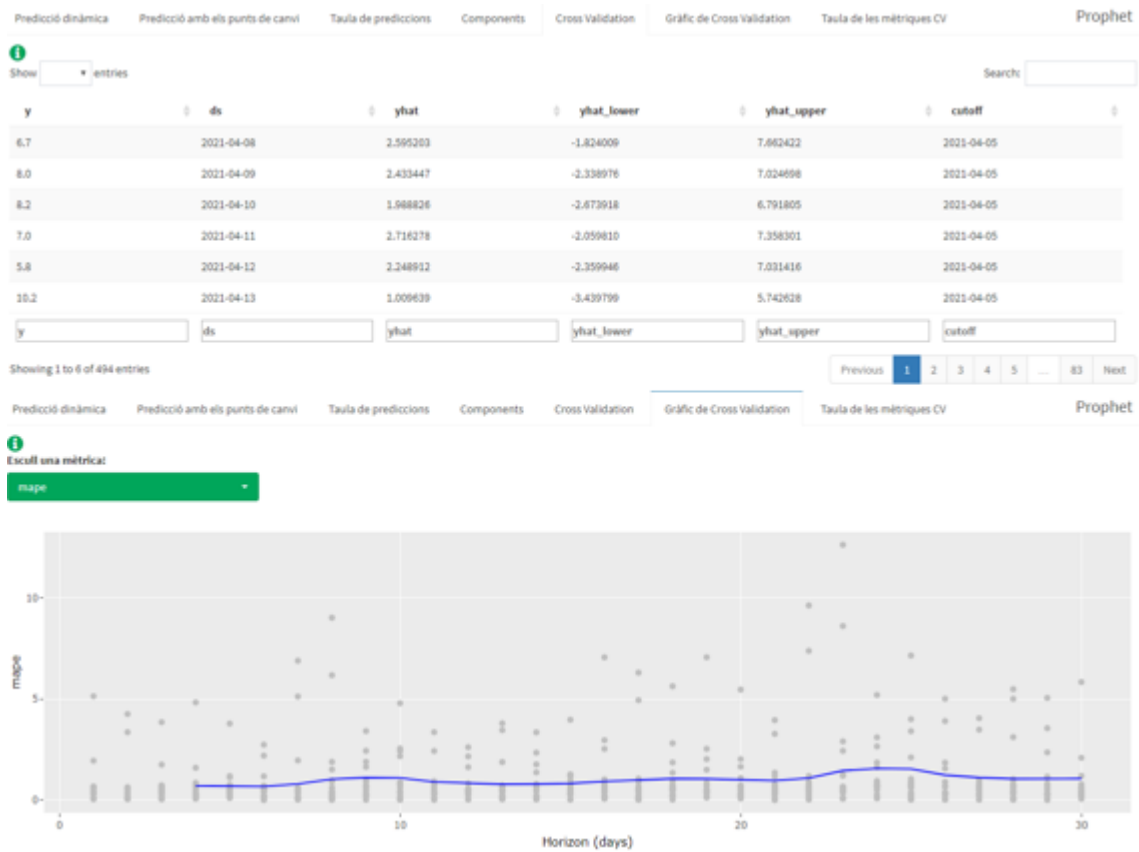 Predicció dinàmica Predicció amb els punts de canvi Taula de prediccions Components Cross Validation Gràfic de Cross Validation Taula de les mètriques CV Prophet
Show entries Search:
y ds yhat yhat_lower yhat_upper cutoff
6.7 2021-04-08 2.595203 -1.824009 7.662422 2021-04-05
8.0 2021-04-09 2.433447 -2.338976 7.024698 2021-04-05
8.2 2021-04-10 1.988826 -2.673918 6.791805 2021-04-05
7.0 2021-04-11 2.716278 -2.059810 7.358301 2021-04-05
5.8 2021-04-12 2.248912 -2.359946 7.031416 2021-04-05
10.2 2021-04-13 1.009639 -3.439799 5.742628 2021-04-05
y ds yhat yhat_lower yhat_upper cutoff
Showing 1 to 6 of 494 entries Previous 1 2 3 4 5 ... 83 Next
Predicció dinàmica Predicció amb els punts de canvi Taula de prediccions Components Cross Validation Gràfic de Cross Validation Taula de les mètriques CV Prophet
Escull una mètrica:
mape
10
5
0
mape
0 10 20 30
Horizon (days)